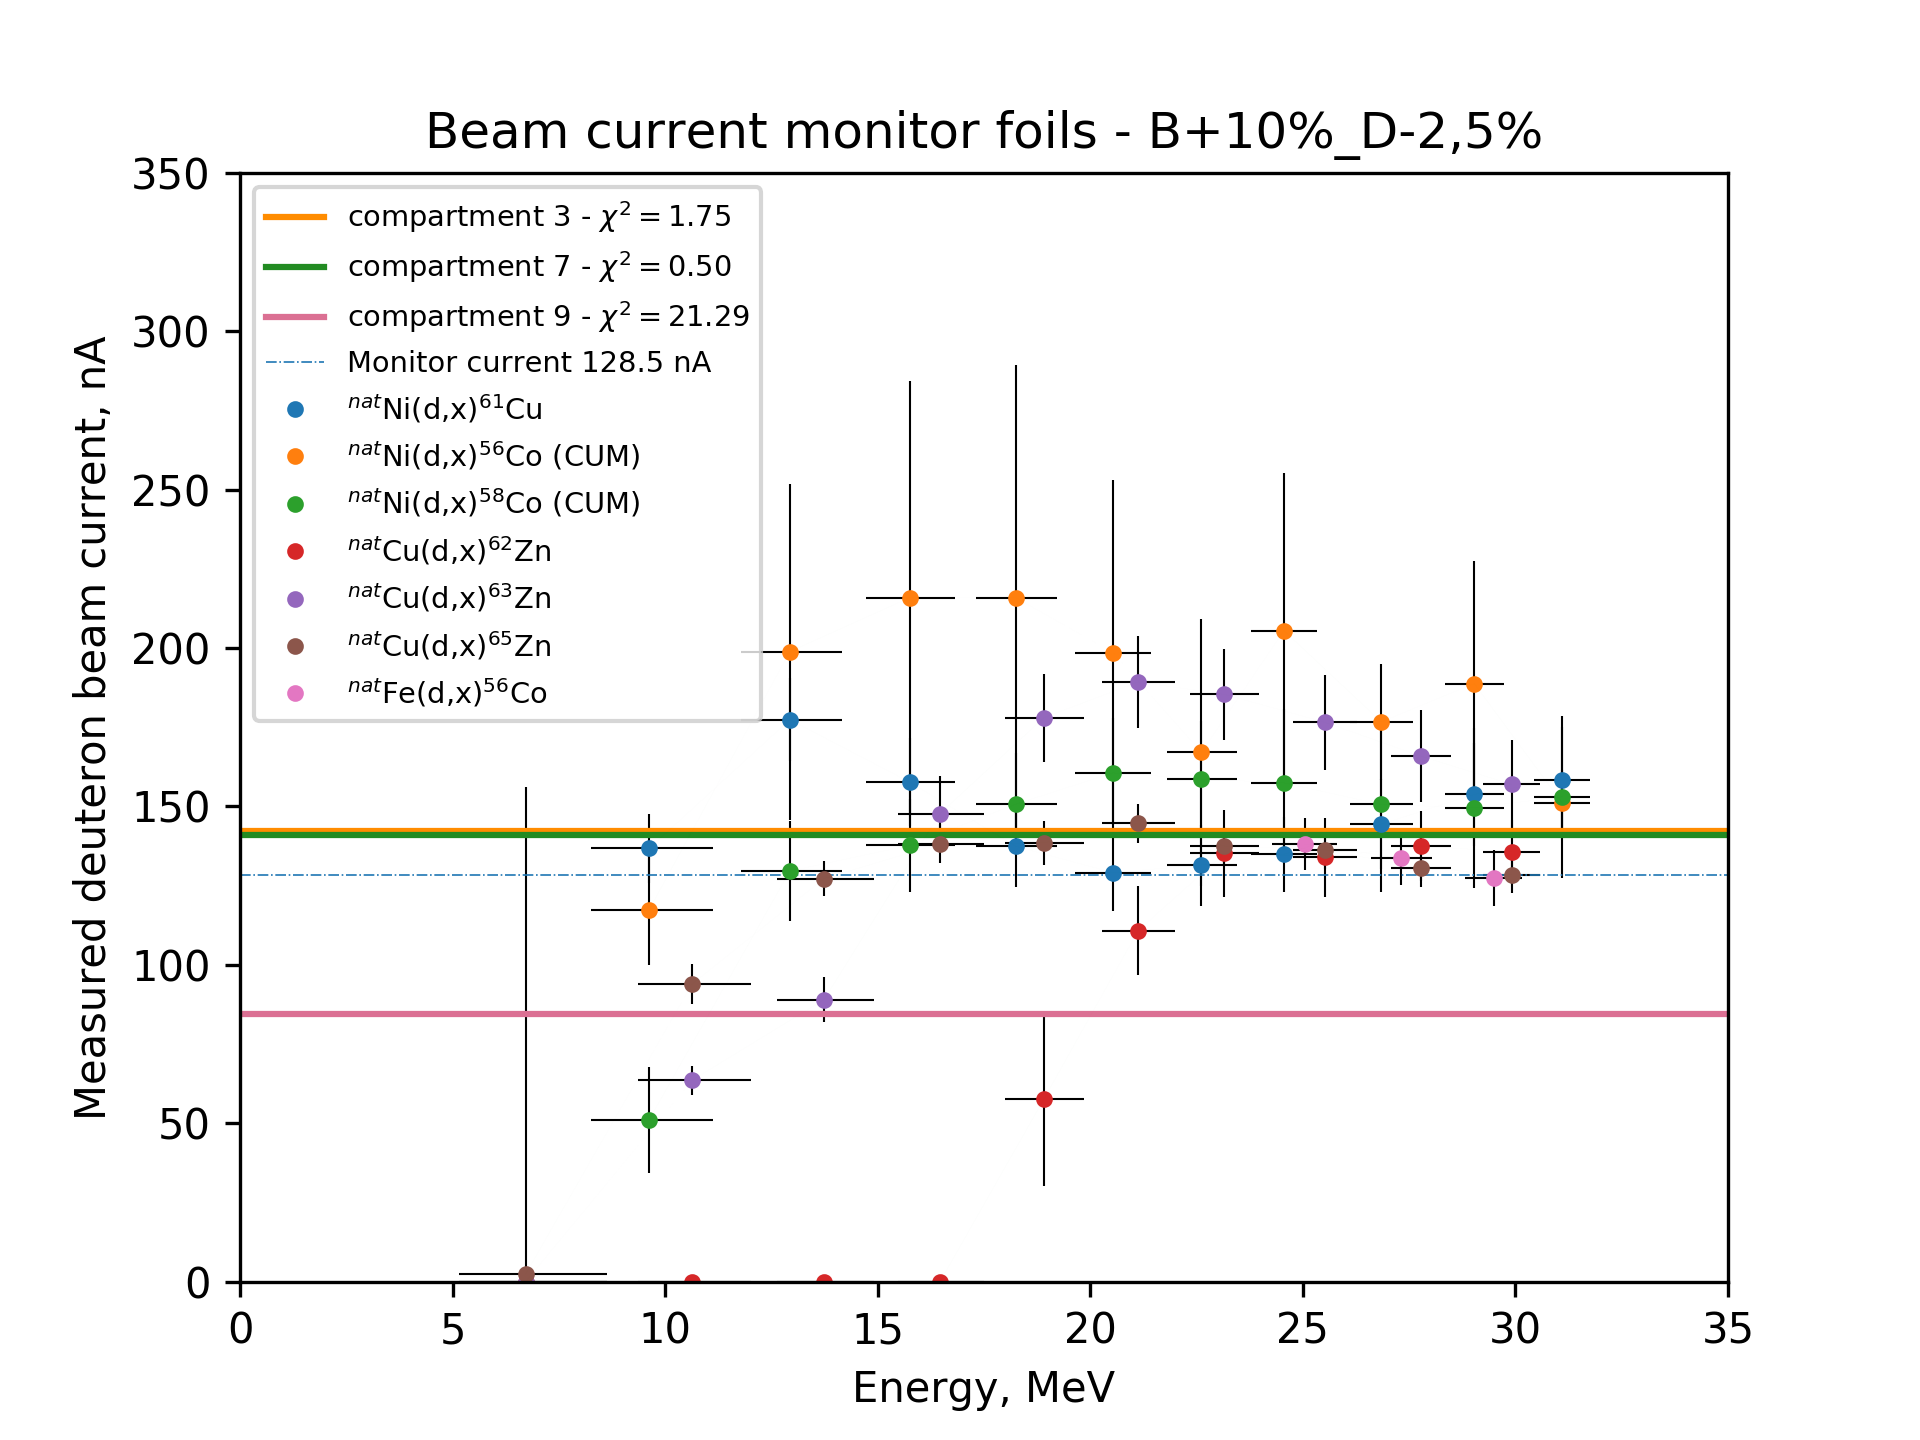 Beam current monitor foils - B+10%_D-2,5%
350
300
250
200
150
100
50
0
Measured deuteron beam current, nA
compartment 3 - χ² = 1.75
compartment 7 - χ² = 0.50
compartment 9 - χ² = 21.29
Monitor current 128.5 nA
ⁿᵃᵗNi(d,x)⁶¹Cu
ⁿᵃᵗNi(d,x)⁵⁶Co (CUM)
ⁿᵃᵗNi(d,x)⁵⁸Co (CUM)
ⁿᵃᵗCu(d,x)⁶²Zn
ⁿᵃᵗCu(d,x)⁶³Zn
ⁿᵃᵗCu(d,x)⁶⁵Zn
ⁿᵃᵗFe(d,x)⁵⁶Co
0 5 10 15 20 25 30 35
Energy, MeV